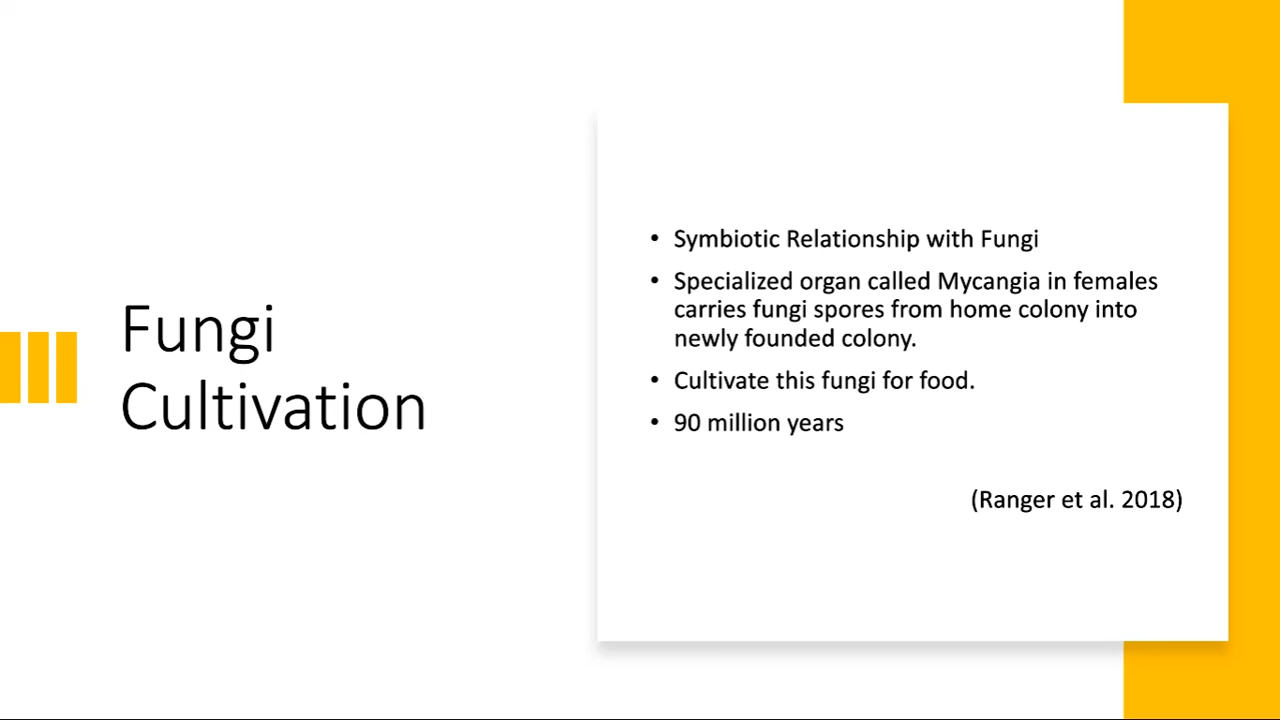 Fungi
Cultivation
• Symbiotic Relationship with Fungi
• Specialized organ called Mycangia in females
carries fungi spores from home colony into
newly founded colony.
• Cultivate this fungi for food.
• 90 million years
(Ranger et al. 2018)